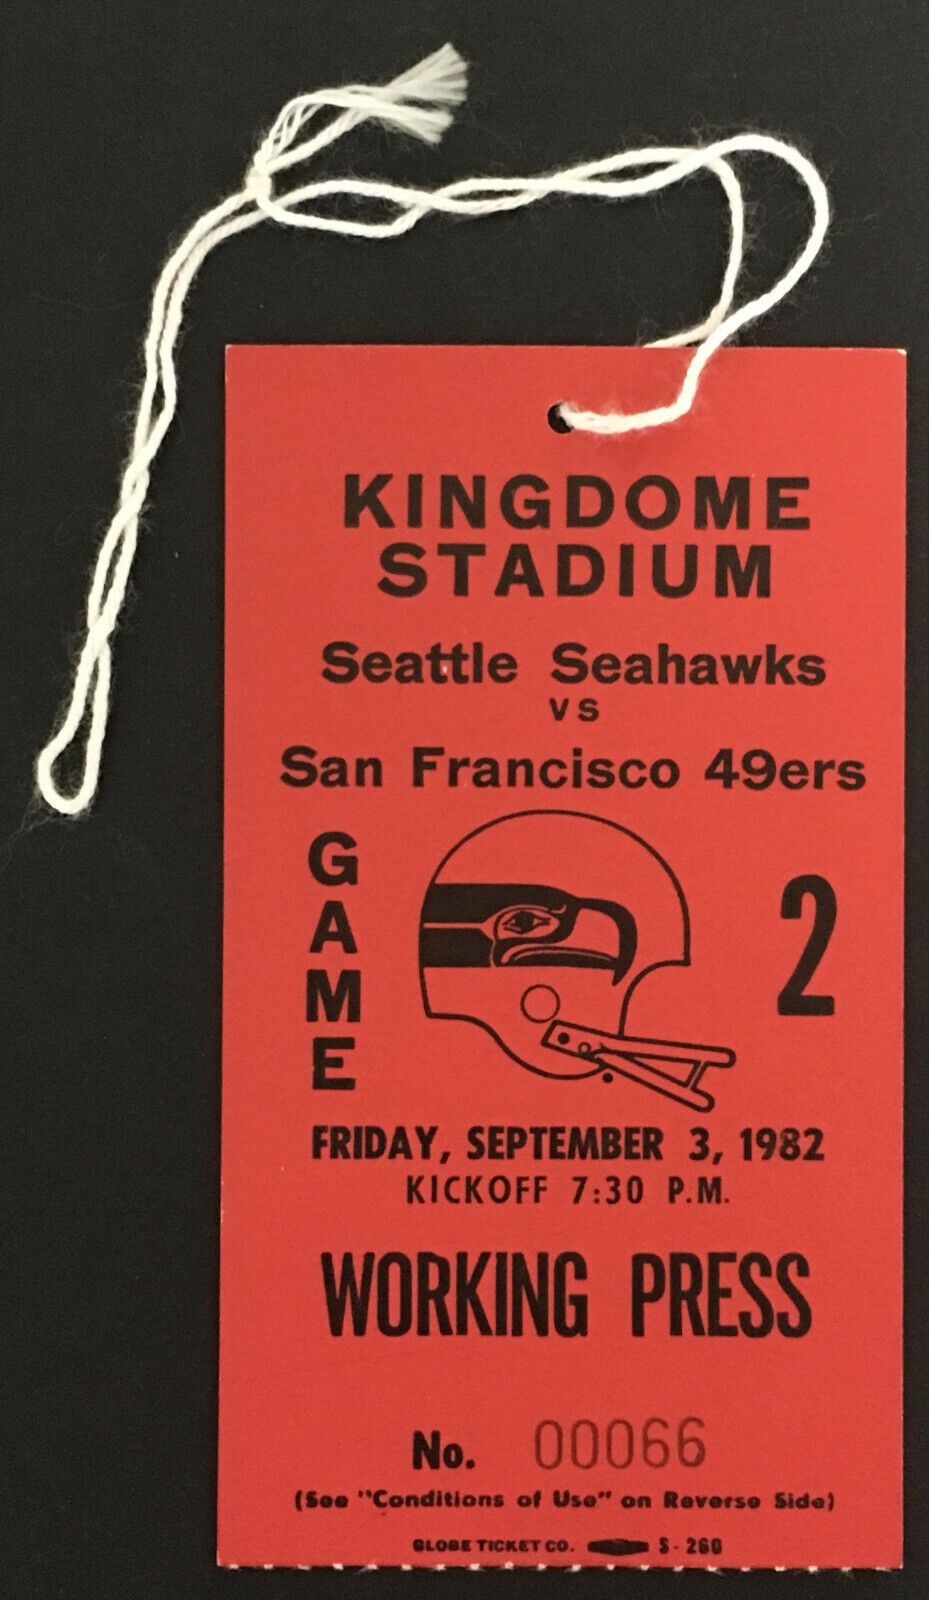 KINGDOME
STADIUM
Seattle Seahawks
vs
San Francisco 49ers
GAME 2
FRIDAY, SEPTEMBER 3, 1982
KICKOFF 7:30 P.M.
WORKING PRESS
No. 00066
(See "Conditions of Use" on Reverse Side)
GLOBE TICKET CO. S-260